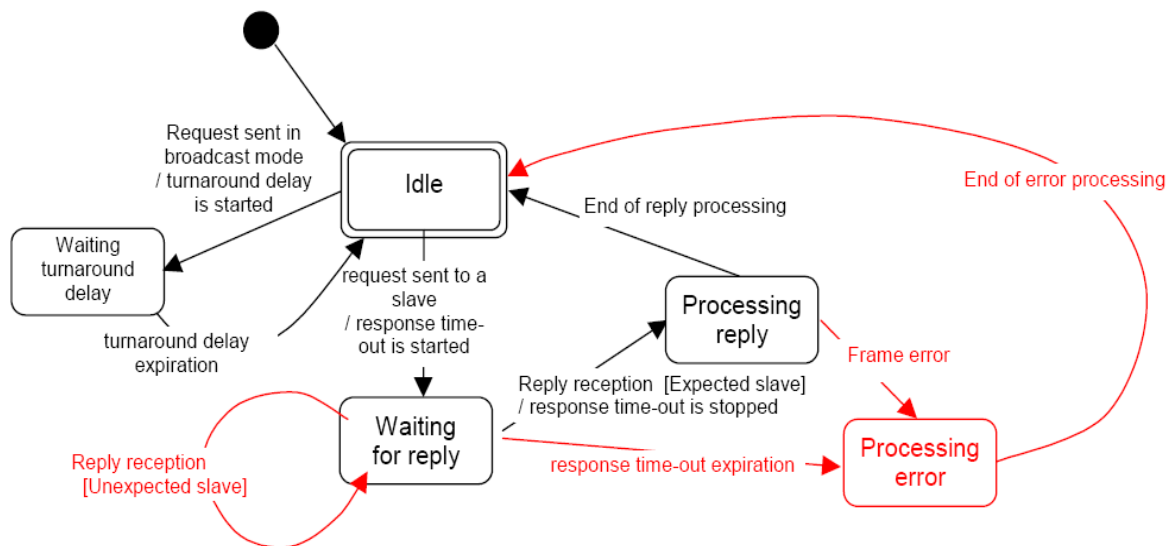 Request sent in
broadcast mode
/ turnaround delay
is started
Idle
End of error processing
End of reply processing
Waiting
turnaround
delay
request sent to a
slave
/ response time-
out is started
Processing
reply
turnaround delay
expiration
Frame error
Reply reception [Expected slave]
/ response time-out is stopped
Waiting
for reply
Processing
error
Reply reception
[Unexpected slave]
response time-out expiration